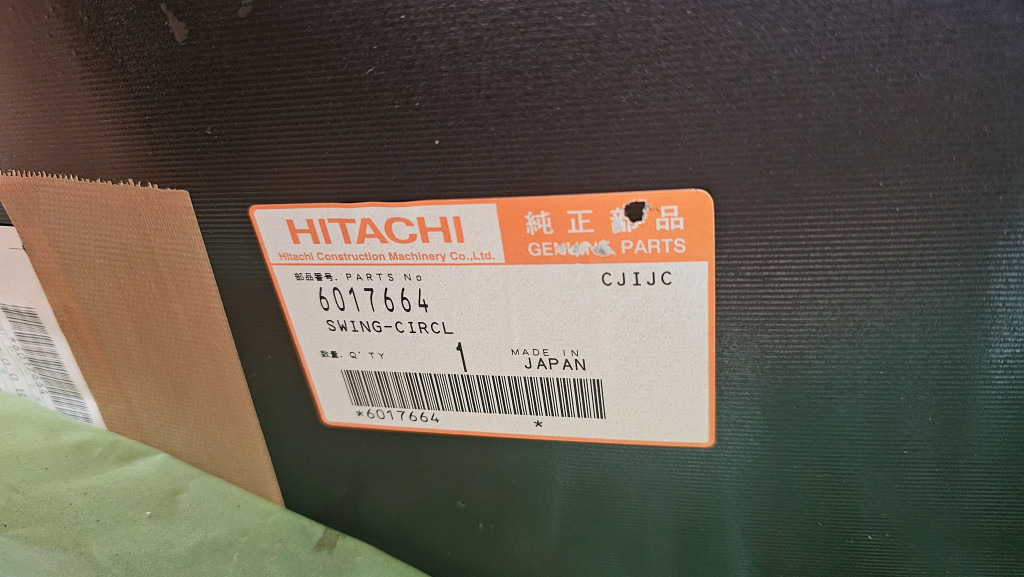 HITACHI
Hitachi Construction Machinery Co.,Ltd.
純正部品
GENUINE PARTS
部品番号. PARTS No
CJIJC
6017664
SWING-CIRCL
数量. Q'TY
1
MADE IN
JAPAN
*6017664 *